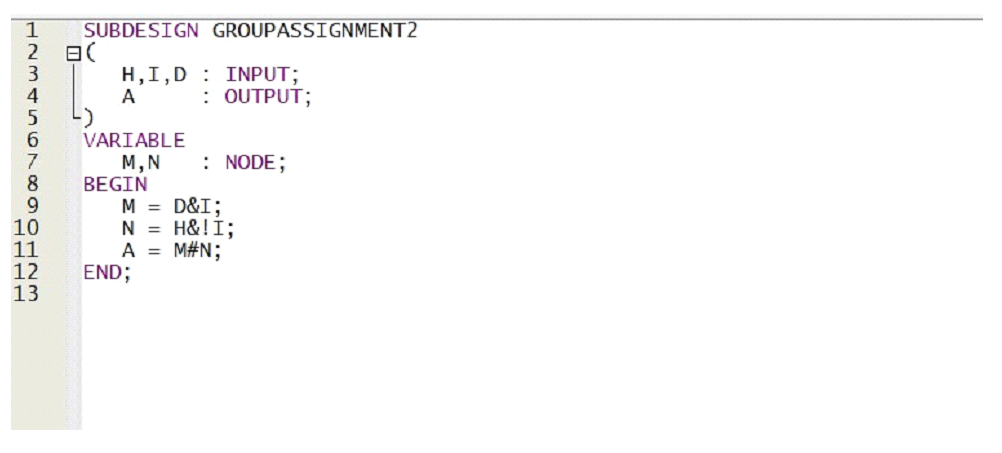 1 SUBDESIGN GROUPASSIGNMENT2
2 (
3 H,I,D : INPUT;
4 A : OUTPUT;
5 )
6 VARIABLE
7 M,N : NODE;
8 BEGIN
9 M = D&I;
10 N = H&!I;
11 A = M#N;
12 END;
13